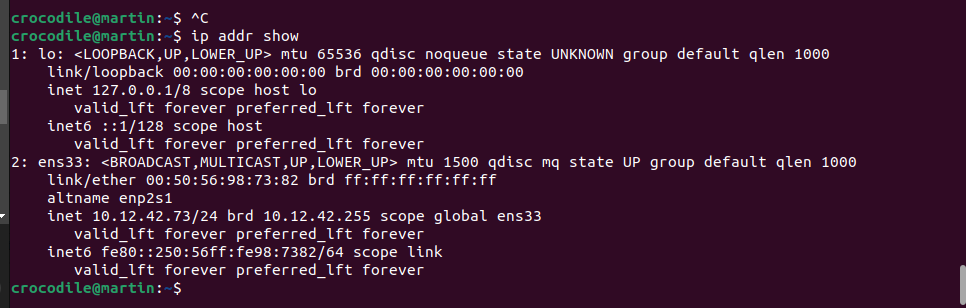 crocodile@martin:~$ ^C
crocodile@martin:~$ ip addr show
1: lo: <LOOPBACK,UP,LOWER_UP> mtu 65536 qdisc noqueue state UNKNOWN group default qlen 1000
    link/loopback 00:00:00:00:00:00 brd 00:00:00:00:00:00
    inet 127.0.0.1/8 scope host lo
       valid_lft forever preferred_lft forever
    inet6 ::1/128 scope host
       valid_lft forever preferred_lft forever
2: ens33: <BROADCAST,MULTICAST,UP,LOWER_UP> mtu 1500 qdisc mq state UP group default qlen 1000
    link/ether 00:50:56:98:73:82 brd ff:ff:ff:ff:ff:ff
    altname enp2s1
    inet 10.12.42.73/24 brd 10.12.42.255 scope global ens33
       valid_lft forever preferred_lft forever
    inet6 fe80::250:56ff:fe98:7382/64 scope link
       valid_lft forever preferred_lft forever
crocodile@martin:~$